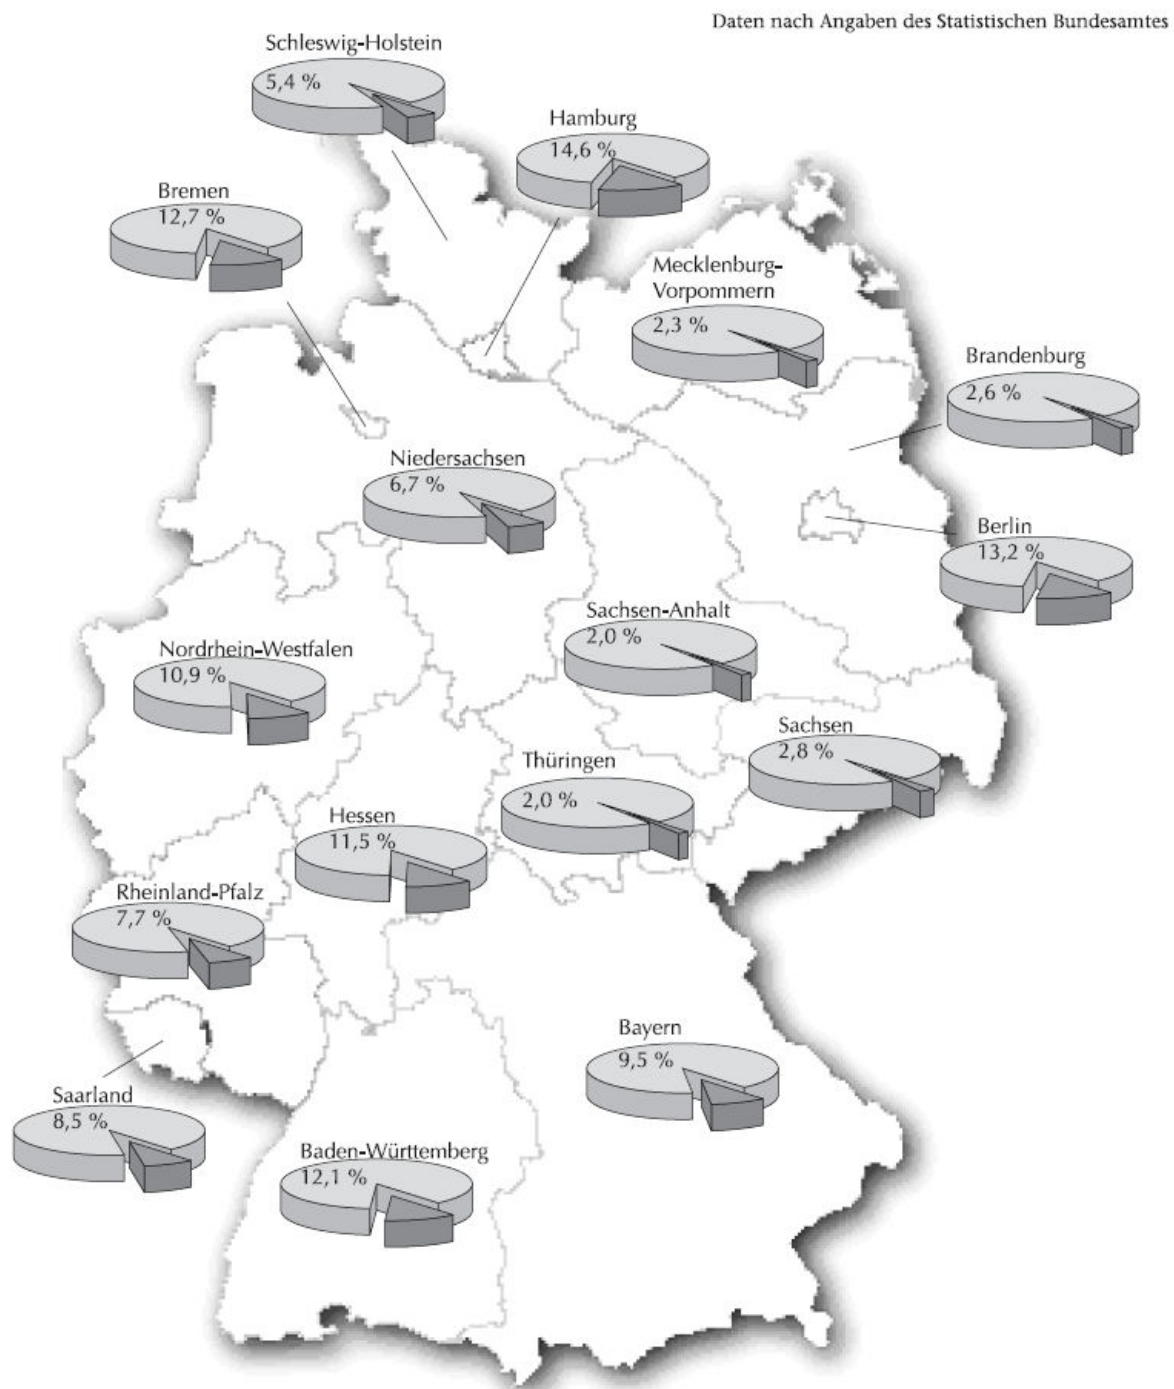 Daten nach Angaben des Statistischen Bundesamtes
Schleswig-Holstein
5,4 %
Hamburg
14,6 %
Bremen
12,7 %
Mecklenburg-
Vorpommern
2,3 %
Brandenburg
2,6 %
Niedersachsen
6,7 %
Berlin
13,2 %
Sachsen-Anhalt
2,0 %
Nordrhein-Westfalen
10,9 %
Sachsen
2,8 %
Thüringen
2,0 %
Hessen
11,5 %
Rheinland-Pfalz
7,7 %
Bayern
9,5 %
Saarland
8,5 %
Baden-Württemberg
12,1 %